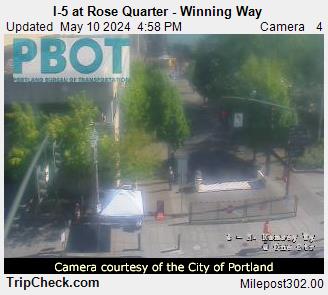 I-5 at Rose Quarter - Winning Way
Updated May 10 2024 4:58 PM Camera 4
PBOT
PORTLAND BUREAU OF TRANSPORTATION
Camera courtesy of the City of Portland
TripCheck.com Milepost302.00